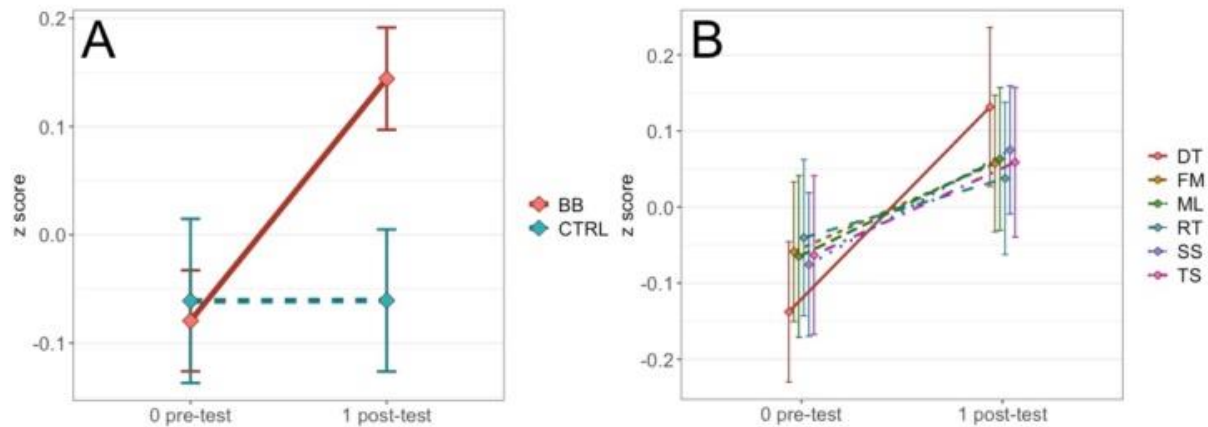 A
z score
0.2
0.1
0.0
-0.1
0 pre-test
1 post-test
BB
CTRL
B
z score
0.2
0.1
0.0
-0.1
-0.2
0 pre-test
1 post-test
DT
FM
ML
RT
SS
TS